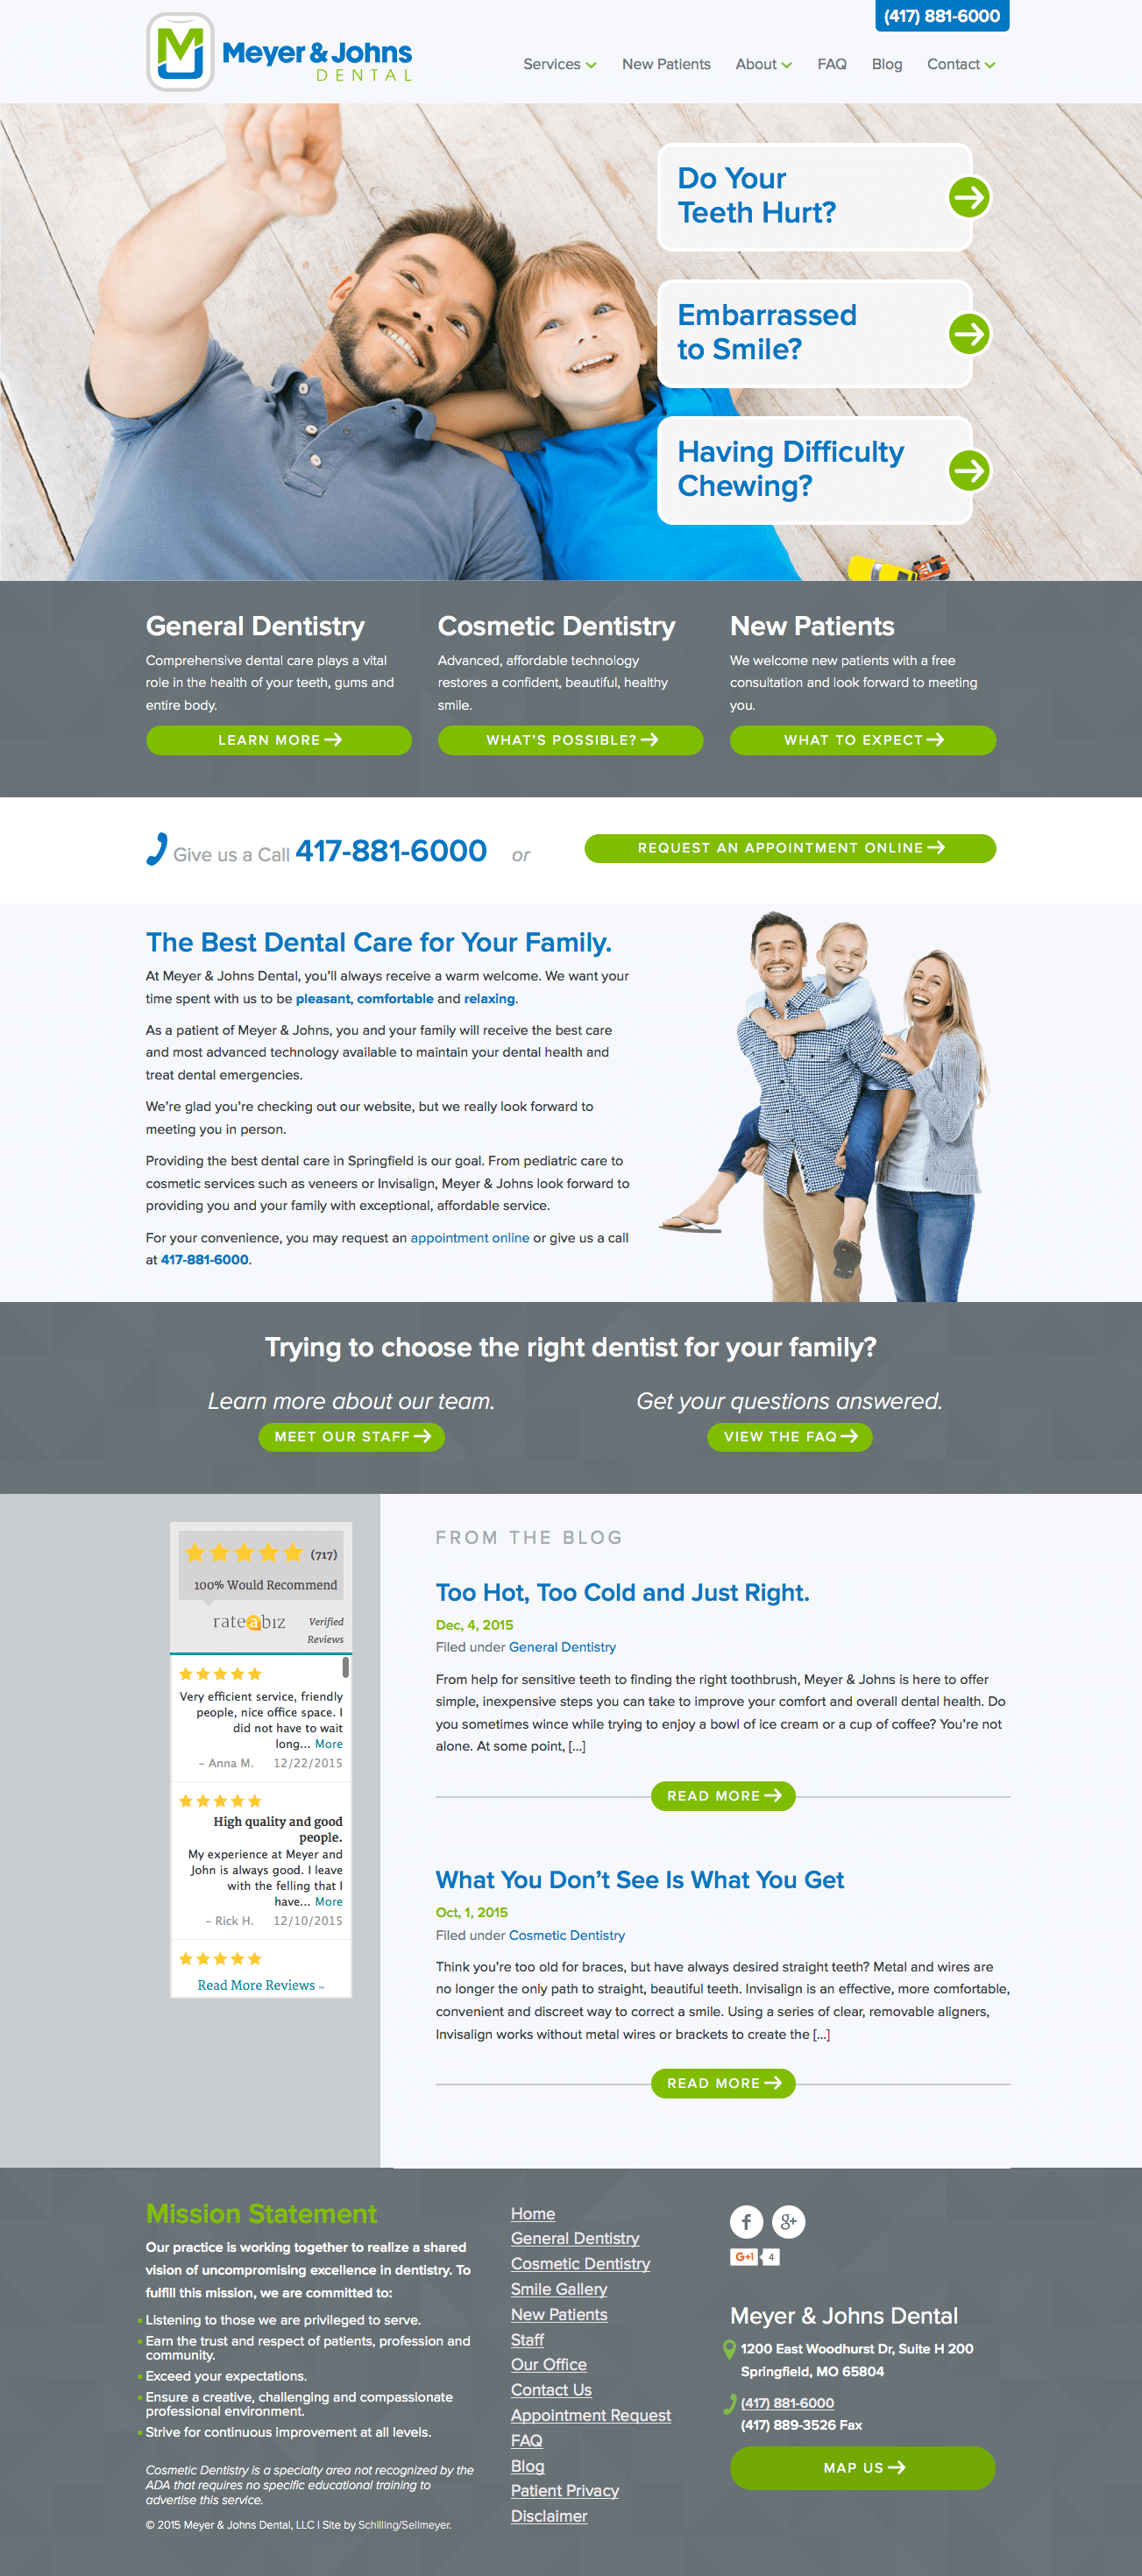 (417) 881-6000
MJ Meyer & Johns
DENTAL
Services New Patients About FAQ Blog Contact
Do Your
Teeth Hurt?
Embarrassed
to Smile?
Having Difficulty
Chewing?
General Dentistry
Comprehensive dental care plays a vital
role in the health of your teeth, gums and
entire body.
LEARN MORE
Cosmetic Dentistry
Advanced, affordable technology
restores a confident, beautiful, healthy
smile.
WHAT'S POSSIBLE?
New Patients
We welcome new patients with a free
consultation and look forward to meeting
you.
WHAT TO EXPECT
Give us a Call 417-881-6000 or
REQUEST AN APPOINTMENT ONLINE
The Best Dental Care for Your Family.
At Meyer & Johns Dental, you'll always receive a warm welcome. We want your
time spent with us to be pleasant, comfortable and relaxing.
As a patient of Meyer & Johns, you and your family will receive the best care
and most advanced technology available to maintain your dental health and
treat dental emergencies.
We're glad you're checking out our website, but we really look forward to
meeting you in person.
Providing the best dental care in Springfield is our goal. From pediatric care to
cosmetic services such as veneers or Invisalign, Meyer & Johns look forward to
providing you and your family with exceptional, affordable service.
For your convenience, you may request an appointment online or give us a call
at 417-881-6000.
Trying to choose the right dentist for your family?
Learn more about our team.
MEET OUR STAFF
Get your questions answered.
VIEW THE FAQ
(717)
100% Would Recommend
rateabiz Verified
Reviews
Very efficient service, friendly
people, nice office space. I
did not have to wait
long... More
– Anna M. 12/22/2015
High quality and good
people.
My experience at Meyer and
John is always good. I leave
with the felling that I
have... More
– Rick H. 12/10/2015
Read More Reviews »
FROM THE BLOG
Too Hot, Too Cold and Just Right.
Dec, 4, 2015
Filed under General Dentistry
From help for sensitive teeth to finding the right toothbrush, Meyer & Johns is here to offer
simple, inexpensive steps you can take to improve your comfort and overall dental health. Do
you sometimes wince while trying to enjoy a bowl of ice cream or a cup of coffee? You're not
alone. At some point, [...]
READ MORE
What You Don't See Is What You Get
Oct, 1, 2015
Filed under Cosmetic Dentistry
Think you're too old for braces, but have always desired straight teeth? Metal and wires are
no longer the only path to straight, beautiful teeth. Invisalign is an effective, more comfortable,
convenient and discreet way to correct a smile. Using a series of clear, removable aligners,
Invisalign works without metal wires or brackets to create the [...]
READ MORE
Mission Statement
Our practice is working together to realize a shared
vision of uncompromising excellence in dentistry. To
fulfill this mission, we are committed to:
Listening to those we are privileged to serve.
Earn the trust and respect of patients, profession and
community.
Exceed your expectations.
Ensure a creative, challenging and compassionate
professional environment.
Strive for continuous improvement at all levels.
Cosmetic Dentistry is a specialty area not recognized by the
ADA that requires no specific educational training to
advertise this service.
© 2015 Meyer & Johns Dental, LLC | Site by Schilling/Sellmeyer.
Home
General Dentistry
Cosmetic Dentistry
Smile Gallery
New Patients
Staff
Our Office
Contact Us
Appointment Request
FAQ
Blog
Patient Privacy
Disclaimer
f g+
G+1 4
Meyer & Johns Dental
1200 East Woodhurst Dr, Suite H 200
Springfield, MO 65804
(417) 881-6000
(417) 889-3526 Fax
MAP US